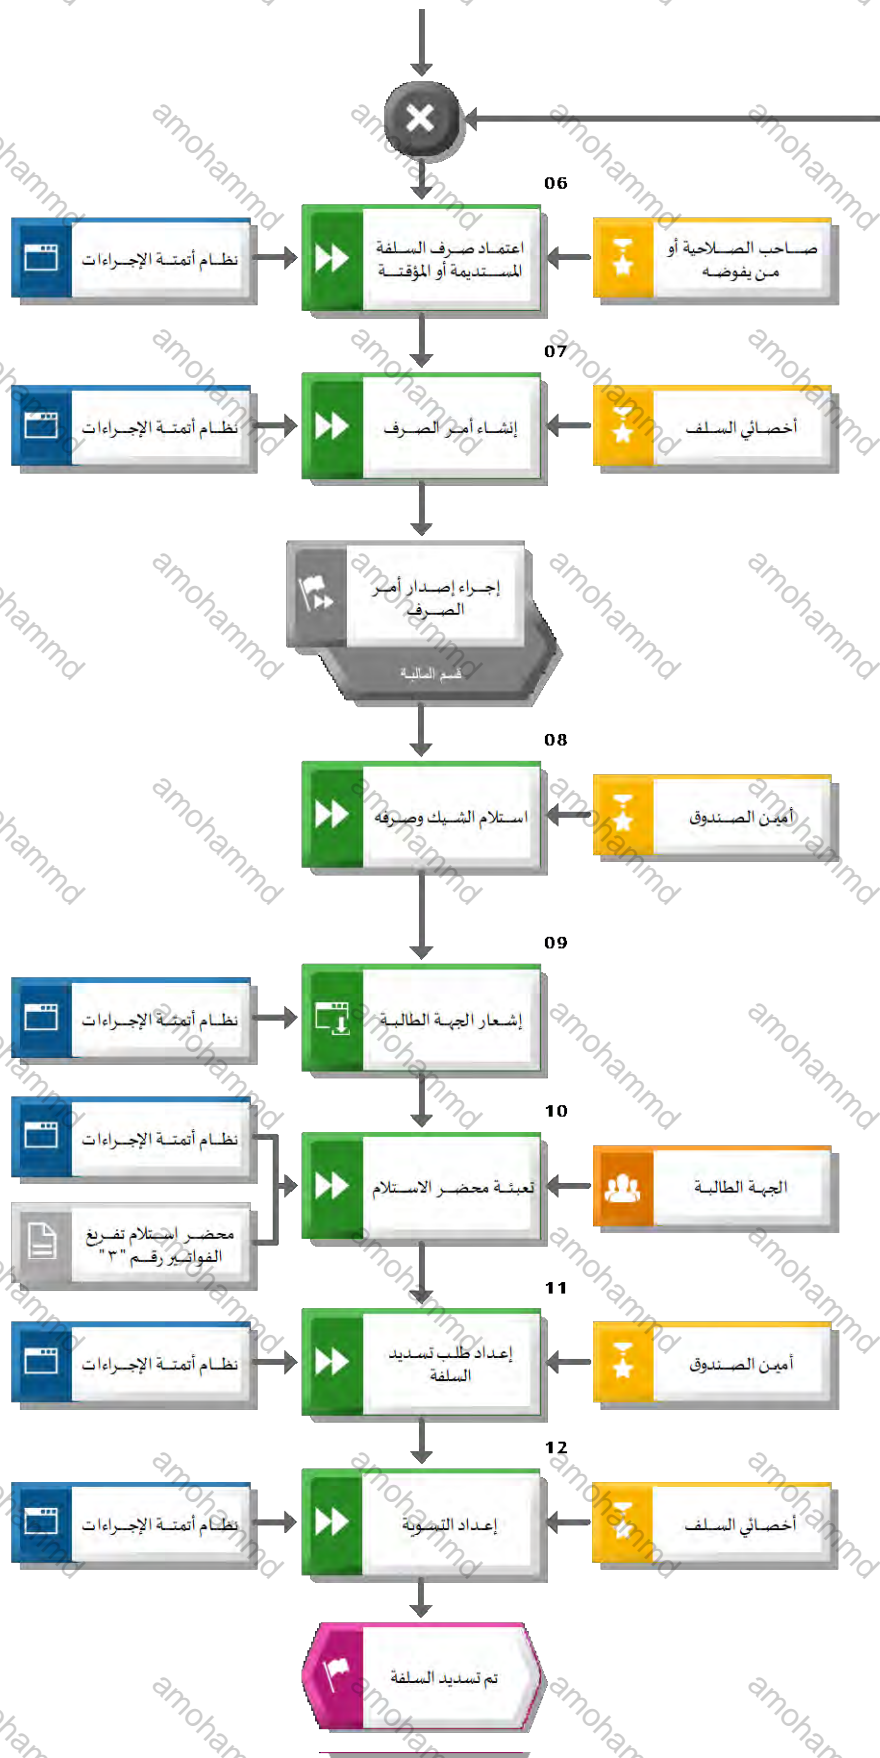 06
صاحب الصلاحية أو
من يفوضه
اعتماد صرف السلفة
المستديمة أو المؤقتة
نظام أتمتة الإجراءات
07
أخصائي السلف
إنشاء أمر الصرف
نظام أتمتة الإجراءات
إجراء إصدار أمر
الصرف
قسم المالية
08
أمين الصندوق
استلام الشيك وصرفه
09
إشعار الجهة الطالبة
نظام أتمتة الإجراءات
10
الجهة الطالبة
تعبئة محضر الاستلام
نظام أتمتة الإجراءات
محضر استلام تفريغ
الفواتير رقم "٣"
11
أمين الصندوق
إعداد طلب تسديد
السلفة
نظام أتمتة الإجراءات
12
أخصائي السلف
إعداد التسوية
نظام أتمتة الإجراءات
تم تسديد السلفة
amohammd